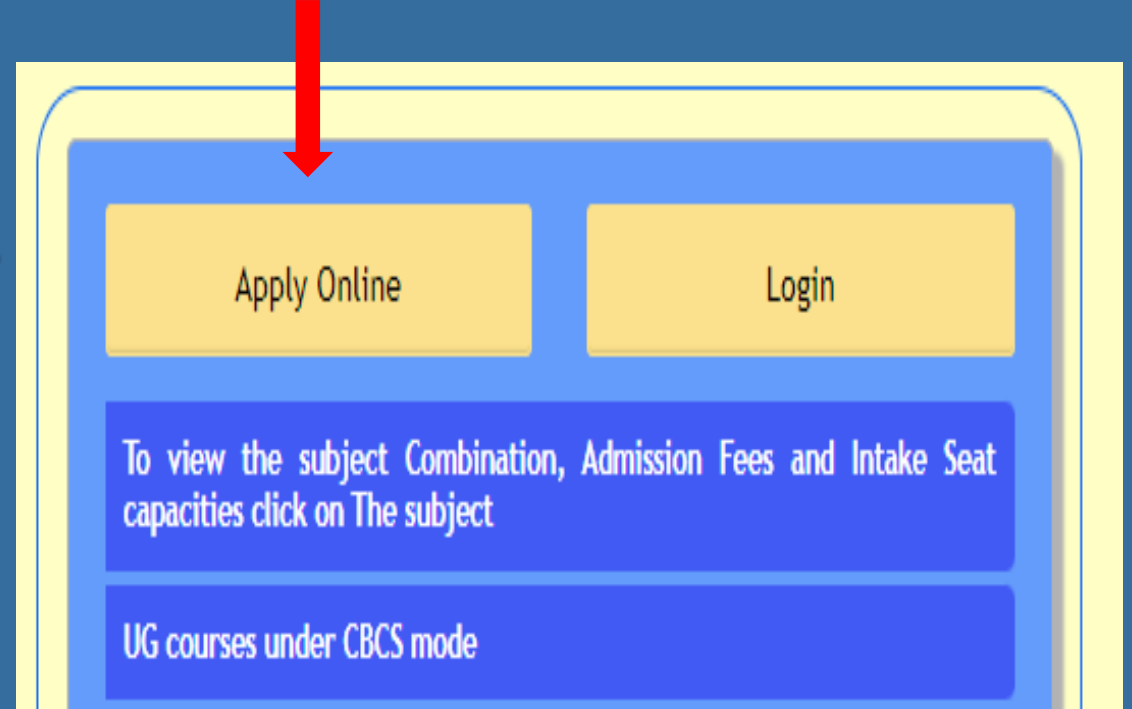 Apply Online
Login
To view the subject Combination, Admission Fees and Intake Seat
capacities click on The subject
UG courses under CBCS mode